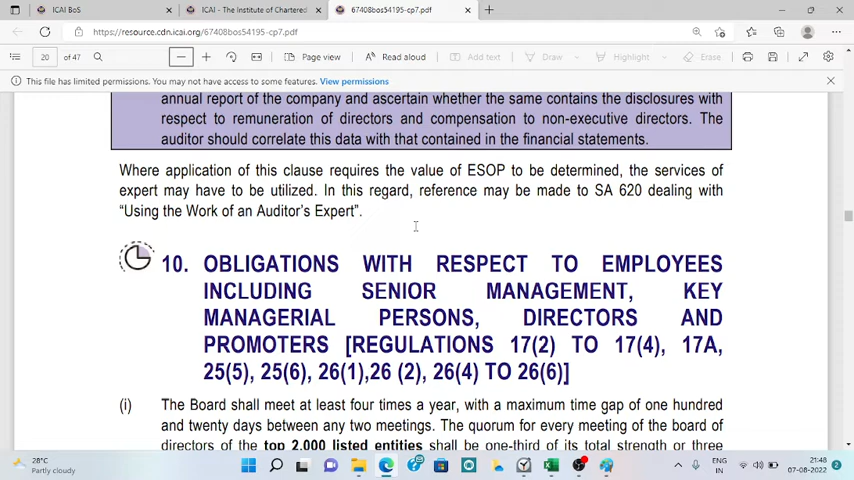 ICAI BoS
ICAI - The Institute of Chartered
67408bos54195-cp7.pdf
https://resource.cdn.icai.org/67408bos54195-cp7.pdf
20 of 47
Page view
Read aloud
Add text
Draw
Highlight
Erase
This file has limited permissions. You may not have access to some features. View permissions
annual report of the company and ascertain whether the same contains the disclosures with
respect to remuneration of directors and compensation to non-executive directors. The
auditor should correlate this data with that contained in the financial statements.
Where application of this clause requires the value of ESOP to be determined, the services of
expert may have to be utilized. In this regard, reference may be made to SA 620 dealing with
“Using the Work of an Auditor’s Expert”.
10. OBLIGATIONS WITH RESPECT TO EMPLOYEES
INCLUDING SENIOR MANAGEMENT, KEY
MANAGERIAL PERSONS, DIRECTORS AND
PROMOTERS [REGULATIONS 17(2) TO 17(4), 17A,
25(5), 25(6), 26(1),26 (2), 26(4) TO 26(6)]
(i) The Board shall meet at least four times a year, with a maximum time gap of one hundred
and twenty days between any two meetings. The quorum for every meeting of the board of
directors of the top 2,000 listed entities shall be one-third of its total strength or three
28°C
Partly cloudy
ENG
IN
21:48
07-08-2022
2